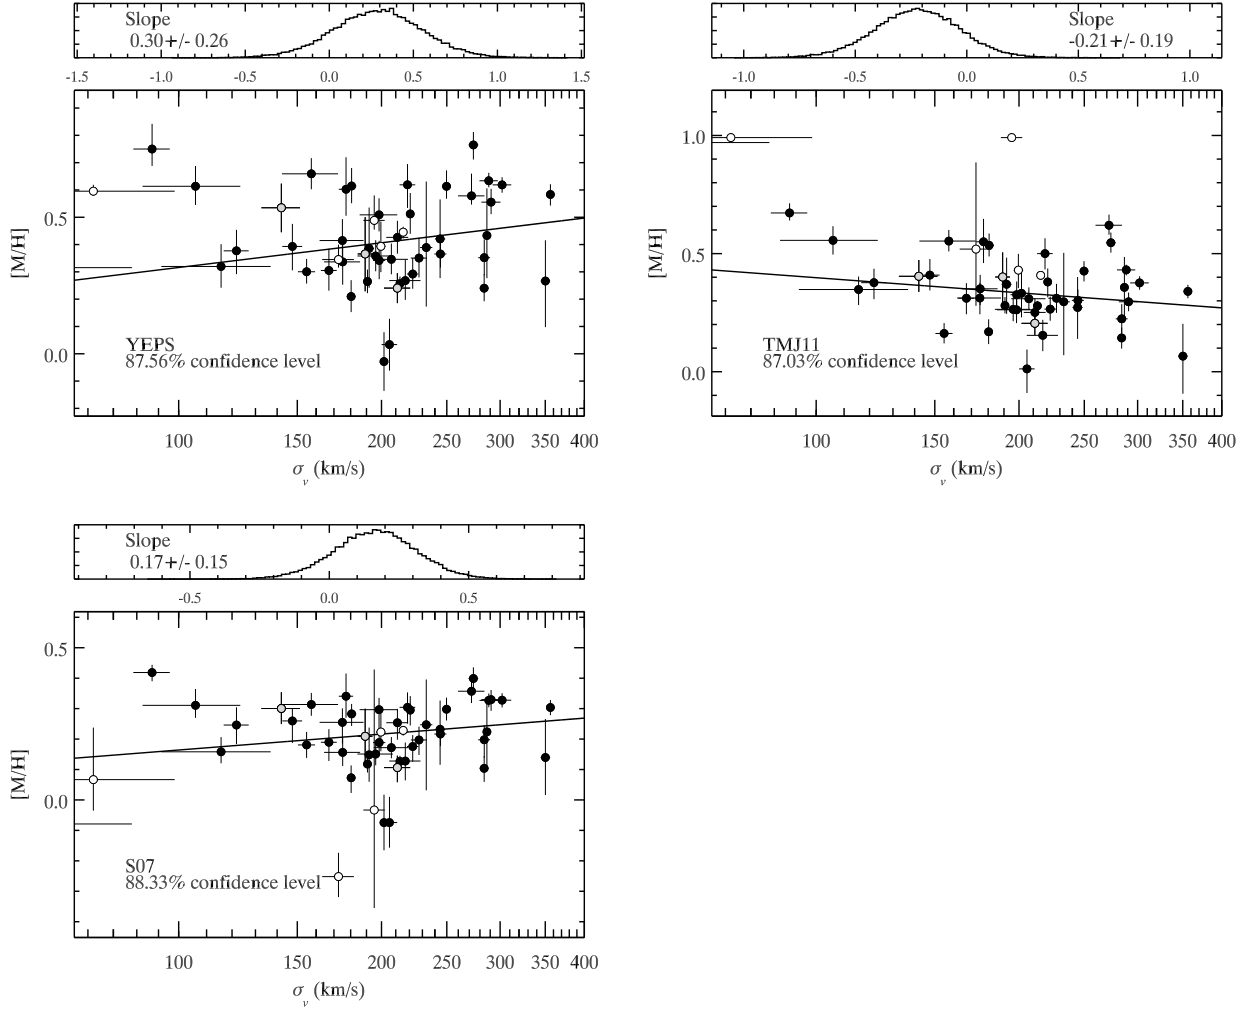 Slope
0.30+/- 0.26
-1.5 -1.0 -0.5 0.0 0.5 1.0 1.5
[M/H]
0.5
0.0
YEPS
87.56% confidence level
100 150 200 250 300 350 400
σv (km/s)
Slope
-0.21+/- 0.19
-1.0 -0.5 0.0 0.5 1.0
[M/H]
1.0
0.5
0.0
TMJ11
87.03% confidence level
100 150 200 250 300 350 400
σv (km/s)
Slope
0.17+/- 0.15
-0.5 0.0 0.5
[M/H]
0.5
0.0
S07
88.33% confidence level
100 150 200 250 300 350 400
σv (km/s)